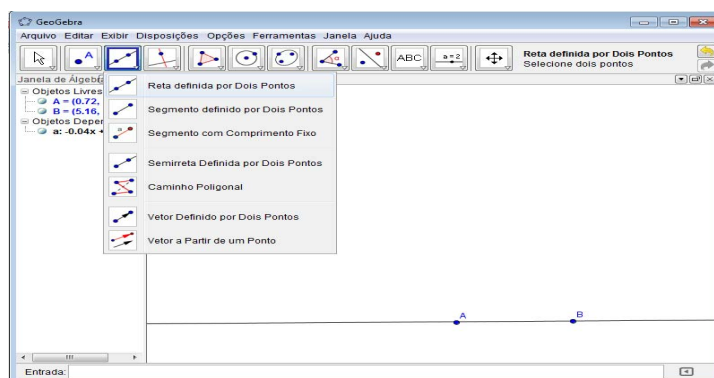 GeoGebra
Arquivo Editar Exibir Disposições Opções Ferramentas Janela Ajuda
A
ABC
a=2
Reta definida por Dois Pontos
Selecione dois pontos
Janela de Álgeb
Objetos Livres
A = (0.72,
B = (5.16,
Objetos Deper
a: -0.04x +
Reta definida por Dois Pontos
Segmento definido por Dois Pontos
Segmento com Comprimento Fixo
Semirreta Definida por Dois Pontos
Caminho Poligonal
Vetor Definido por Dois Pontos
Vetor a Partir de um Ponto
A B
Entrada: